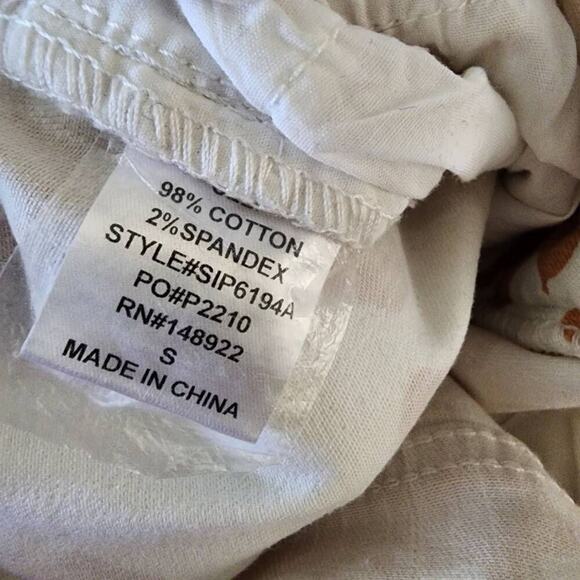 98% COTTON
2%SPANDEX
STYLE#SIP6194A
PO#P2210
RN#148922
S
MADE IN CHINA